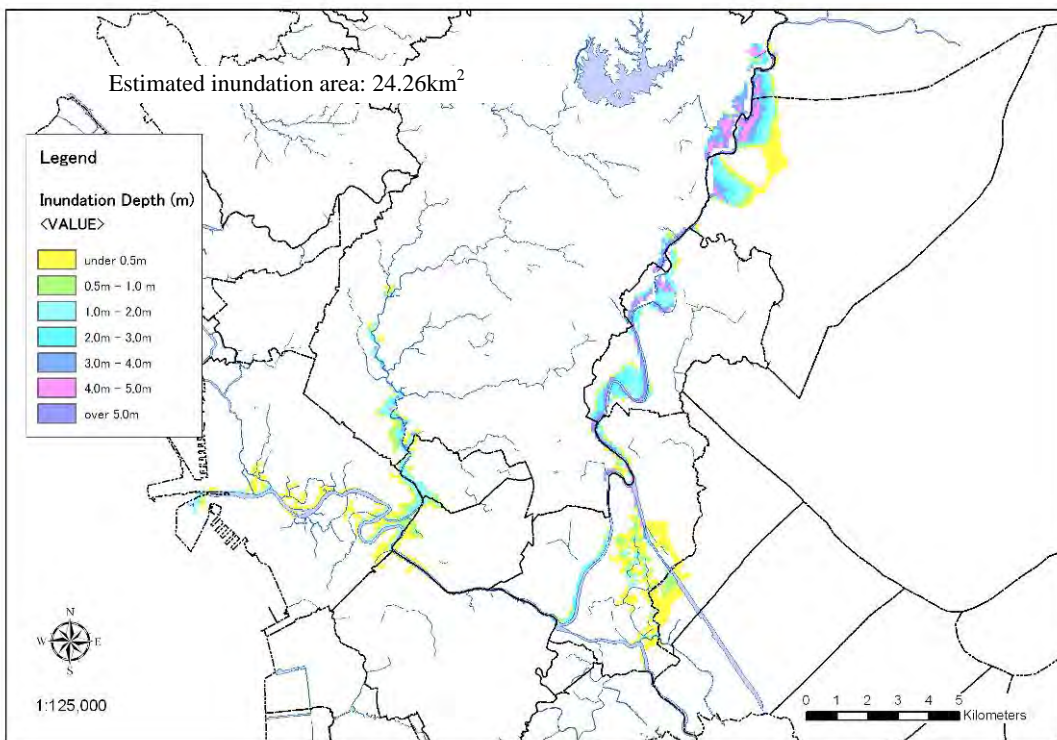 Estimated inundation area: 24.26km²
Legend
Inundation Depth (m)
<VALUE>
under 0.5m
0.5m - 1.0 m
1.0m - 2.0m
2.0m - 3.0m
3.0m - 4.0m
4.0m - 5.0m
over 5.0m
N
W E
S
1:125,000
0 1 2 3 4 5
Kilometers